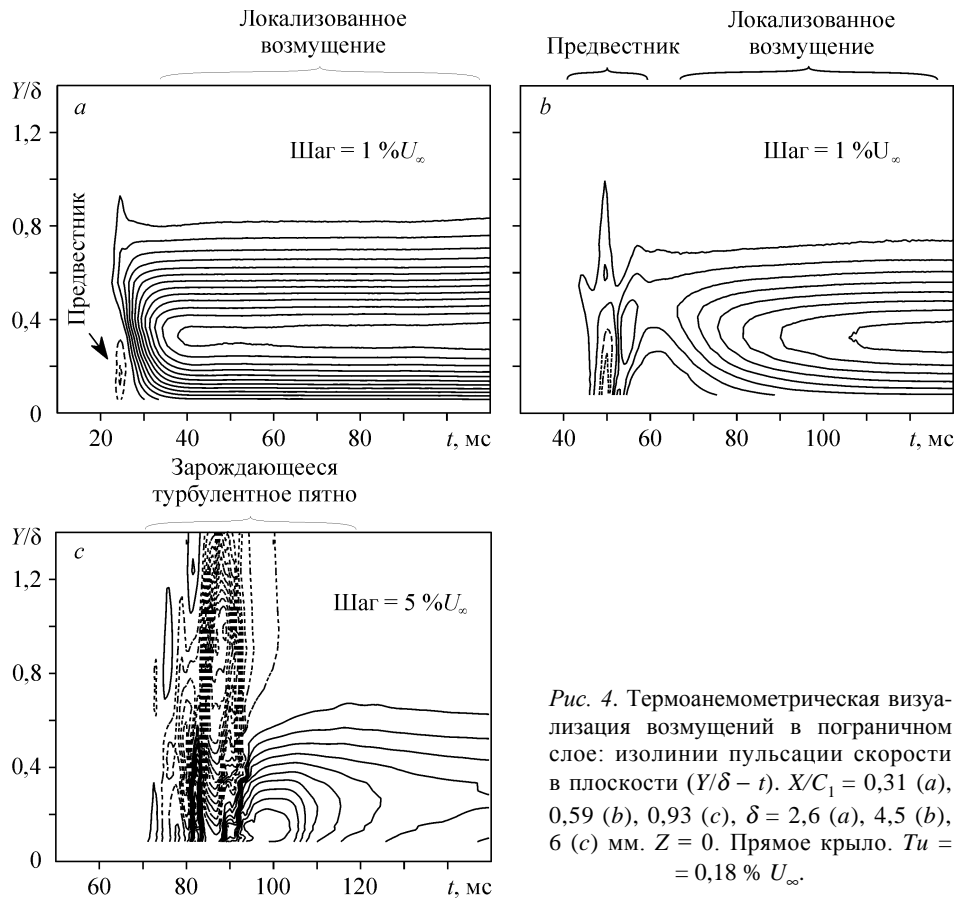 Локализованное
возмущение
Y/δ
a
Шаг = 1 %U∞
Предвестник
1,2
0,8
0,4
0
20 40 60 80 t, мс
Предвестник
Локализованное
возмущение
b
Шаг = 1 %U∞
40 60 80 100 t, мс
Зарождающееся
турбулентное пятно
Y/δ
c
Шаг = 5 %U∞
1,2
0,8
0,4
0
60 80 100 120 t, мс
Рис. 4. Термоанемометрическая визуа-
лизация возмущений в пограничном
слое: изолинии пульсации скорости
в плоскости (Y/δ – t). X/C₁ = 0,31 (a),
0,59 (b), 0,93 (c), δ = 2,6 (a), 4,5 (b),
6 (c) мм. Z = 0. Прямое крыло. Tu =
= 0,18 % U∞.